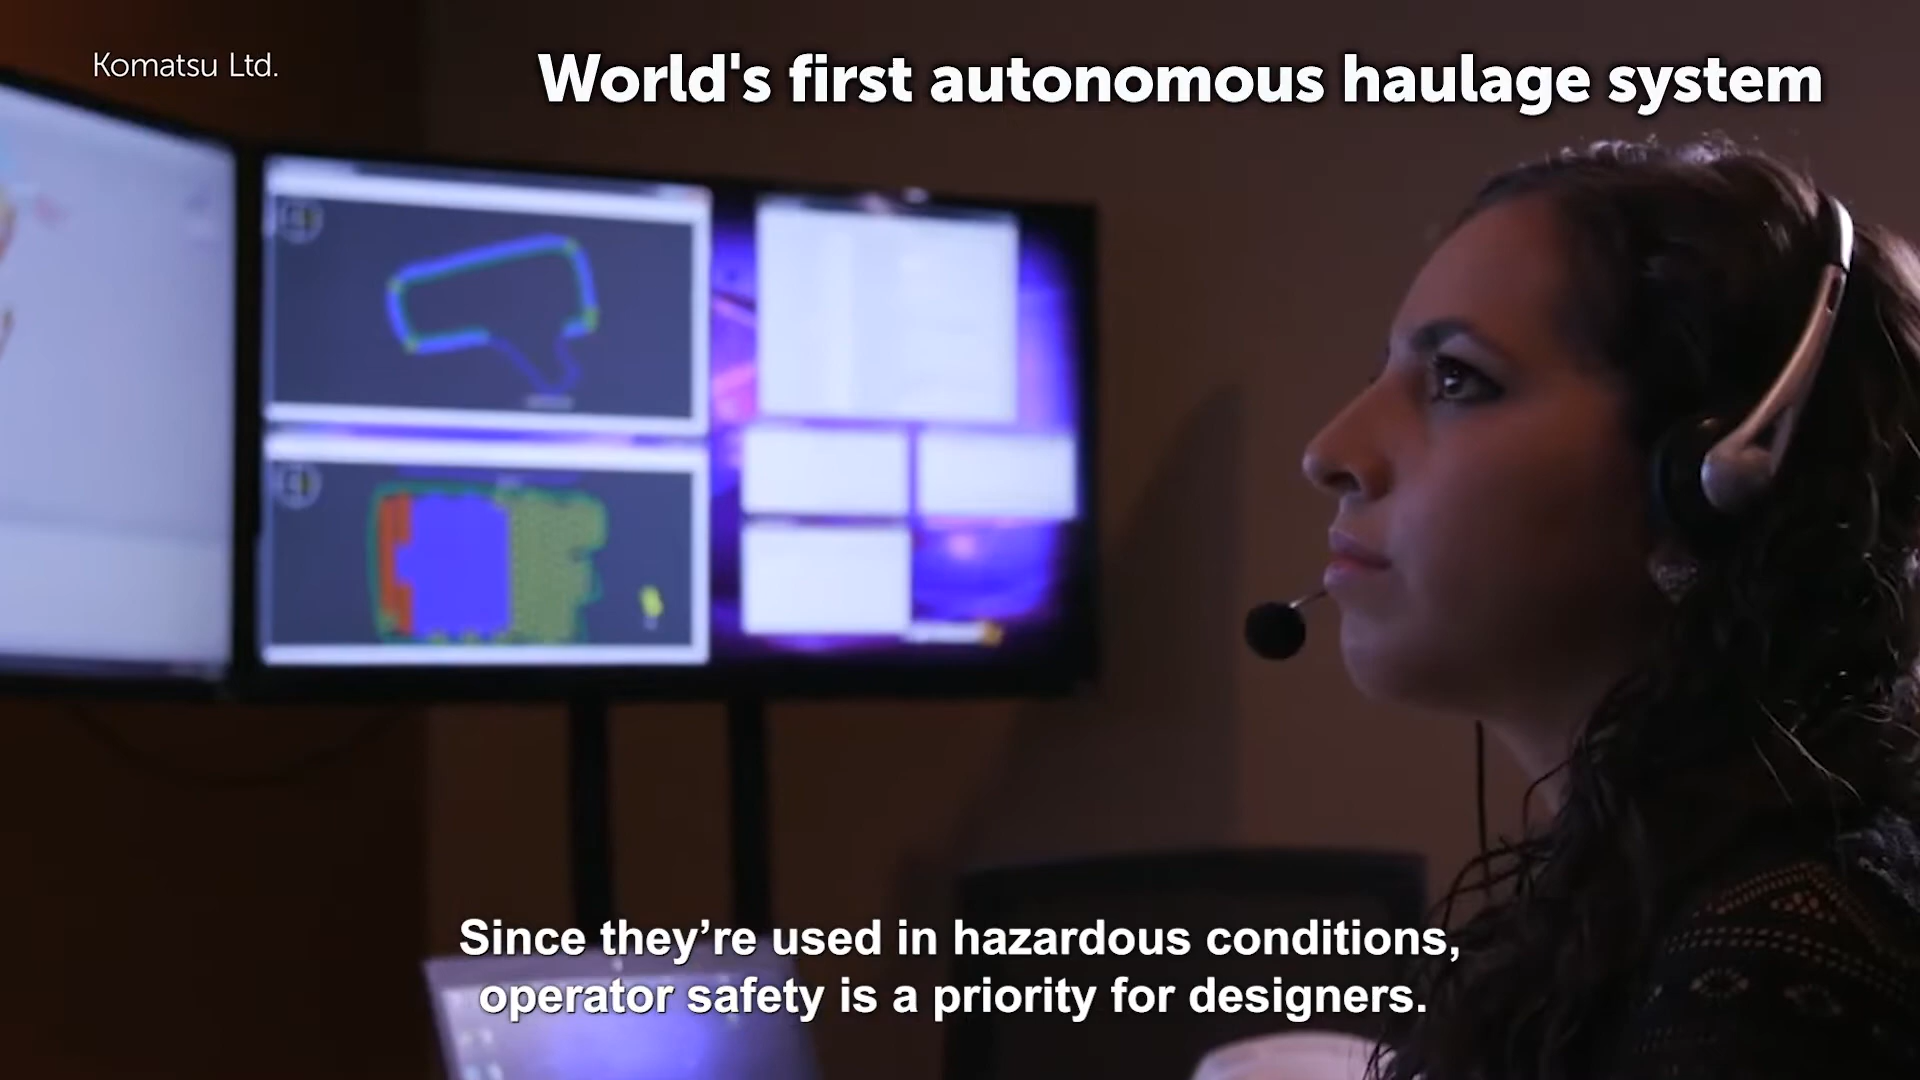 Komatsu Ltd.
World's first autonomous haulage system
Since they’re used in hazardous conditions,
operator safety is a priority for designers.